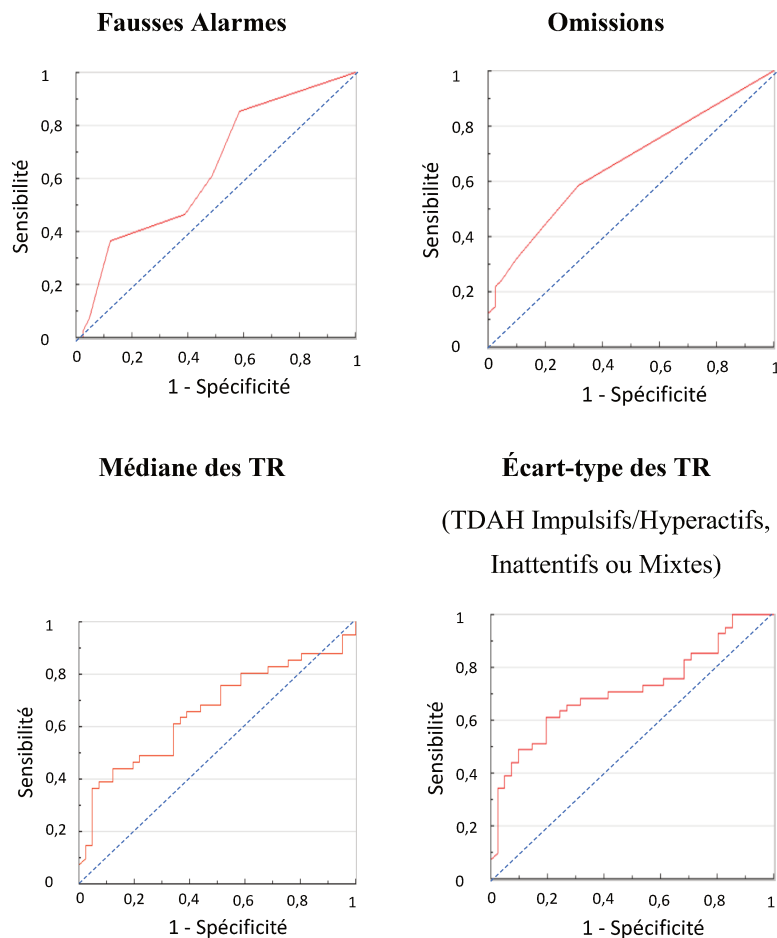 Fausses Alarmes
1
0,8
0,6
0,4
0,2
0
Sensibilité
0 0,2 0,4 0,6 0,8 1
1 - Spécificité
Omissions
1
0,8
0,6
0,4
0,2
0
Sensibilité
0 0,2 0,4 0,6 0,8 1
1 - Spécificité
Médiane des TR
1
0,8
0,6
0,4
0,2
0
Sensibilité
0 0,2 0,4 0,6 0,8 1
1 - Spécificité
Écart-type des TR
(TDAH Impulsifs/Hyperactifs,
Inattentifs ou Mixtes)
1
0,8
0,6
0,4
0,2
0
Sensibilité
0 0,2 0,4 0,6 0,8 1
1 - Spécificité